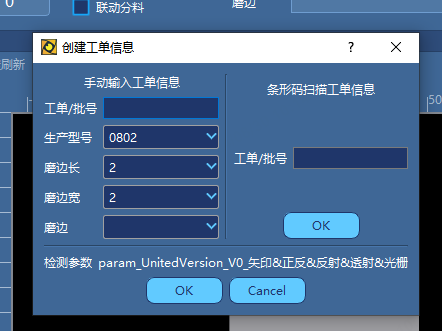 0
联动分料
磨边
刷新
50
创建工单信息
?
手动输入工单信息
工单/批号
生产型号 0802
磨边长 2
磨边宽 2
磨边
条形码扫描工单信息
工单/批号
OK
检测参数 param_UnitedVersion_V0_矢印&正反&反射&透射&光栅
OK Cancel